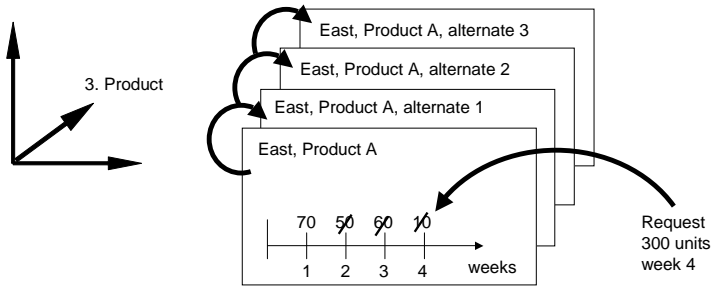 East, Product A, alternate 3
East, Product A, alternate 2
3. Product
East, Product A, alternate 1
East, Product A
70 50 60 10
1 2 3 4 weeks
Request
300 units
week 4